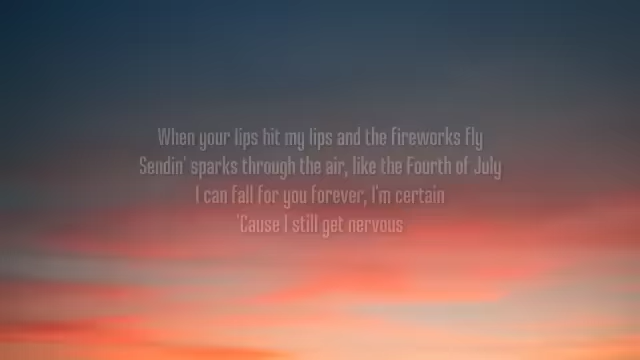 When your lips hit my lips and the fireworks fly
Sendin' sparks through the air, like the Fourth of July
I can fall for you forever, I'm certain
'Cause I still get nervous